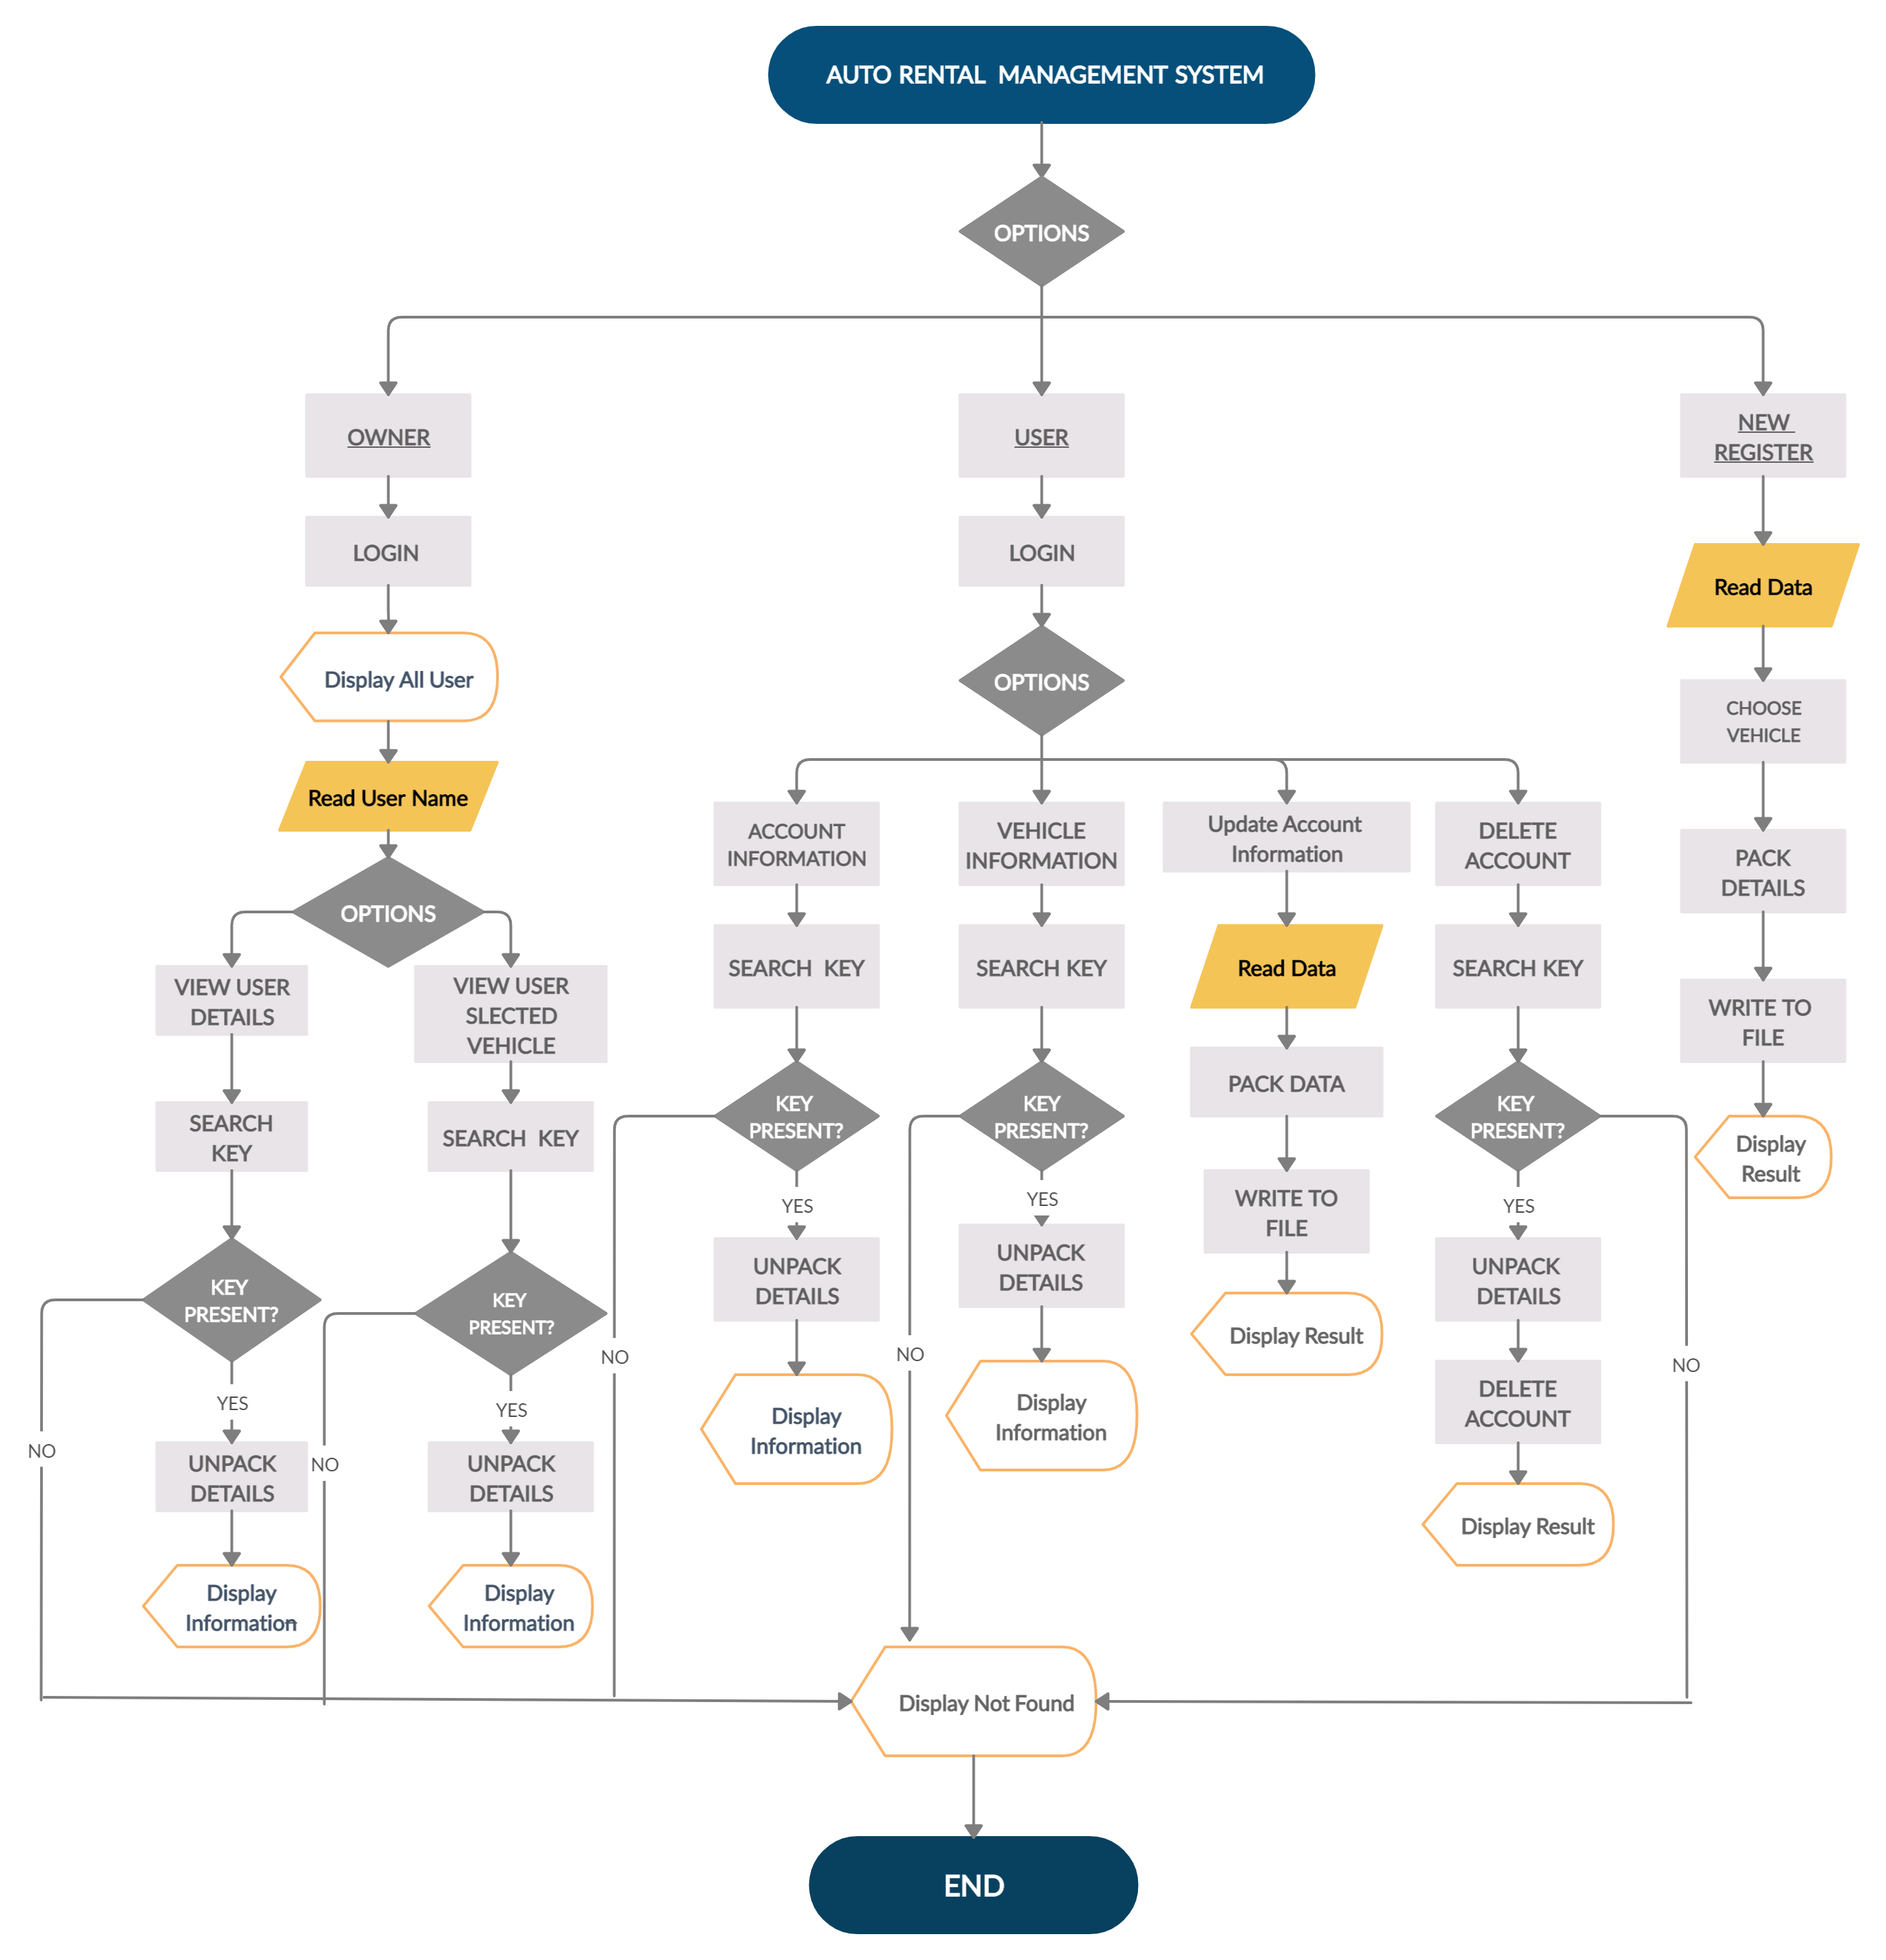 AUTO RENTAL  MANAGEMENT SYSTEM
OPTIONS
OWNER
USER
NEW
REGISTER
LOGIN
LOGIN
Read Data
Display All User
OPTIONS
CHOOSE
VEHICLE
Read User Name
ACCOUNT
INFORMATION
VEHICLE
INFORMATION
Update Account
Information
DELETE
ACCOUNT
PACK
DETAILS
OPTIONS
SEARCH  KEY
SEARCH KEY
Read Data
SEARCH KEY
VIEW USER
DETAILS
VIEW USER
SLECTED
VEHICLE
WRITE TO
FILE
KEY
PRESENT?
KEY
PRESENT?
PACK DATA
KEY
PRESENT?
SEARCH
KEY
SEARCH  KEY
Display
Result
YES
YES
WRITE TO
FILE
YES
UNPACK
DETAILS
UNPACK
DETAILS
UNPACK
DETAILS
KEY
PRESENT?
KEY
PRESENT?
NO
NO
Display Result
NO
YES
YES
Display
Information
Display
Information
DELETE
ACCOUNT
NO
UNPACK
DETAILS
NO
UNPACK
DETAILS
Display Result
Display
Information
Display
Information
Display Not Found
END